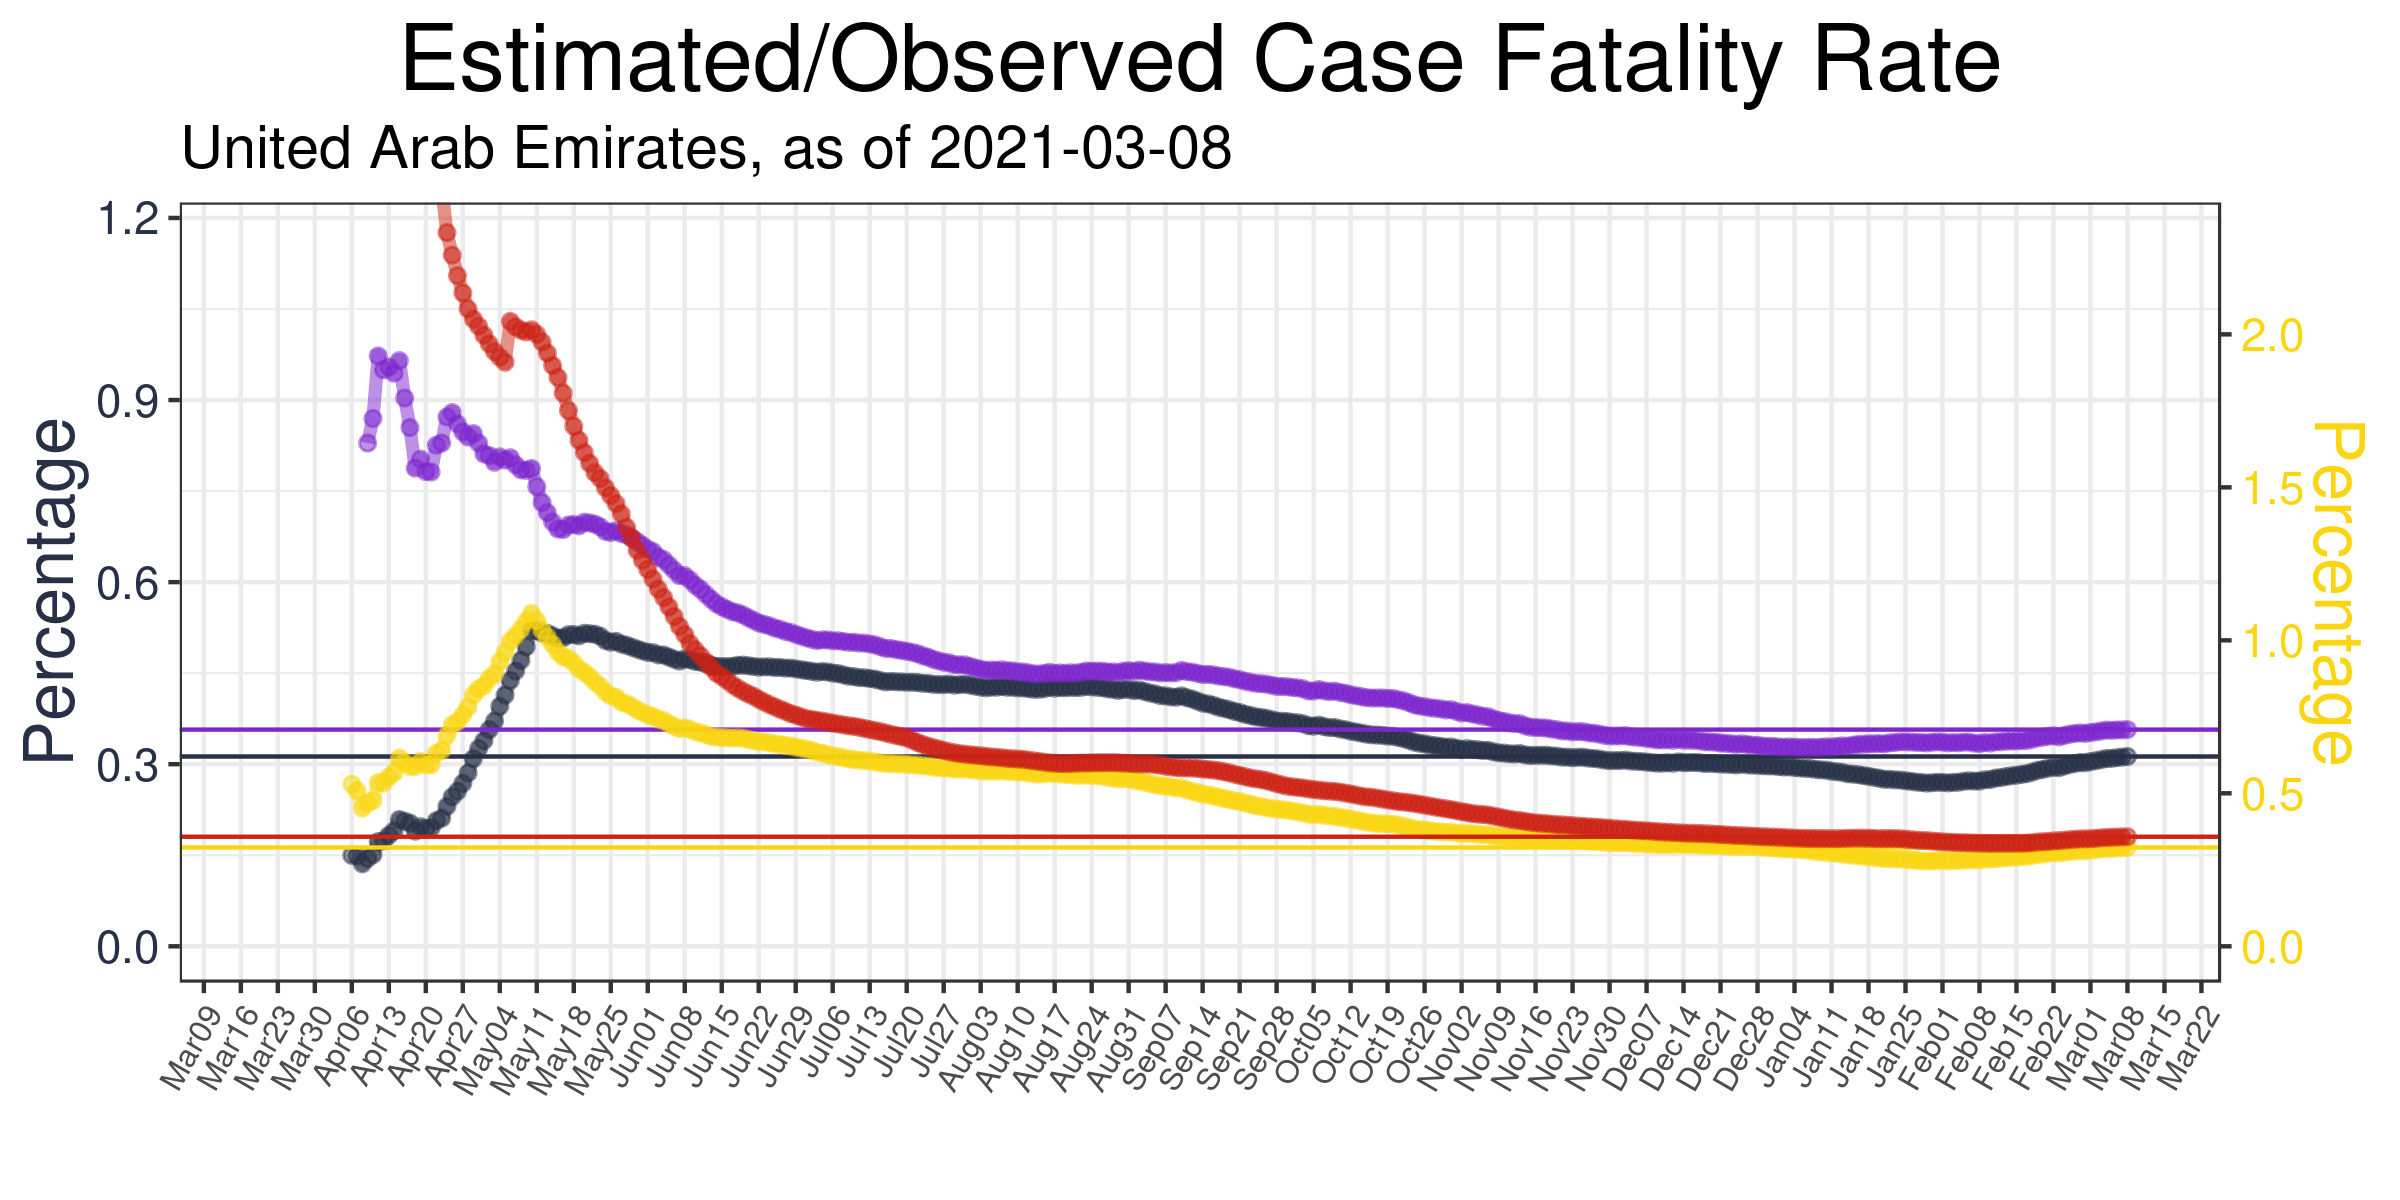 Estimated/Observed Case Fatality Rate
United Arab Emirates, as of 2021-03-08
Percentage
1.2
0.9
0.6
0.3
0.0
2.0
1.5
1.0
0.5
0.0
Percentage
Mar09
Mar16
Mar23
Mar30
Apr06
Apr13
Apr20
Apr27
May04
May11
May18
May25
Jun01
Jun08
Jun15
Jun22
Jun29
Jul06
Jul13
Jul20
Jul27
Aug03
Aug10
Aug17
Aug24
Aug31
Sep07
Sep14
Sep21
Sep28
Oct05
Oct12
Oct19
Oct26
Nov02
Nov09
Nov16
Nov23
Nov30
Dec07
Dec14
Dec21
Dec28
Dec04
Jan11
Jan18
Jan25
Feb01
Feb08
Feb15
Feb22
Mar01
Mar08
Mar15
Mar22